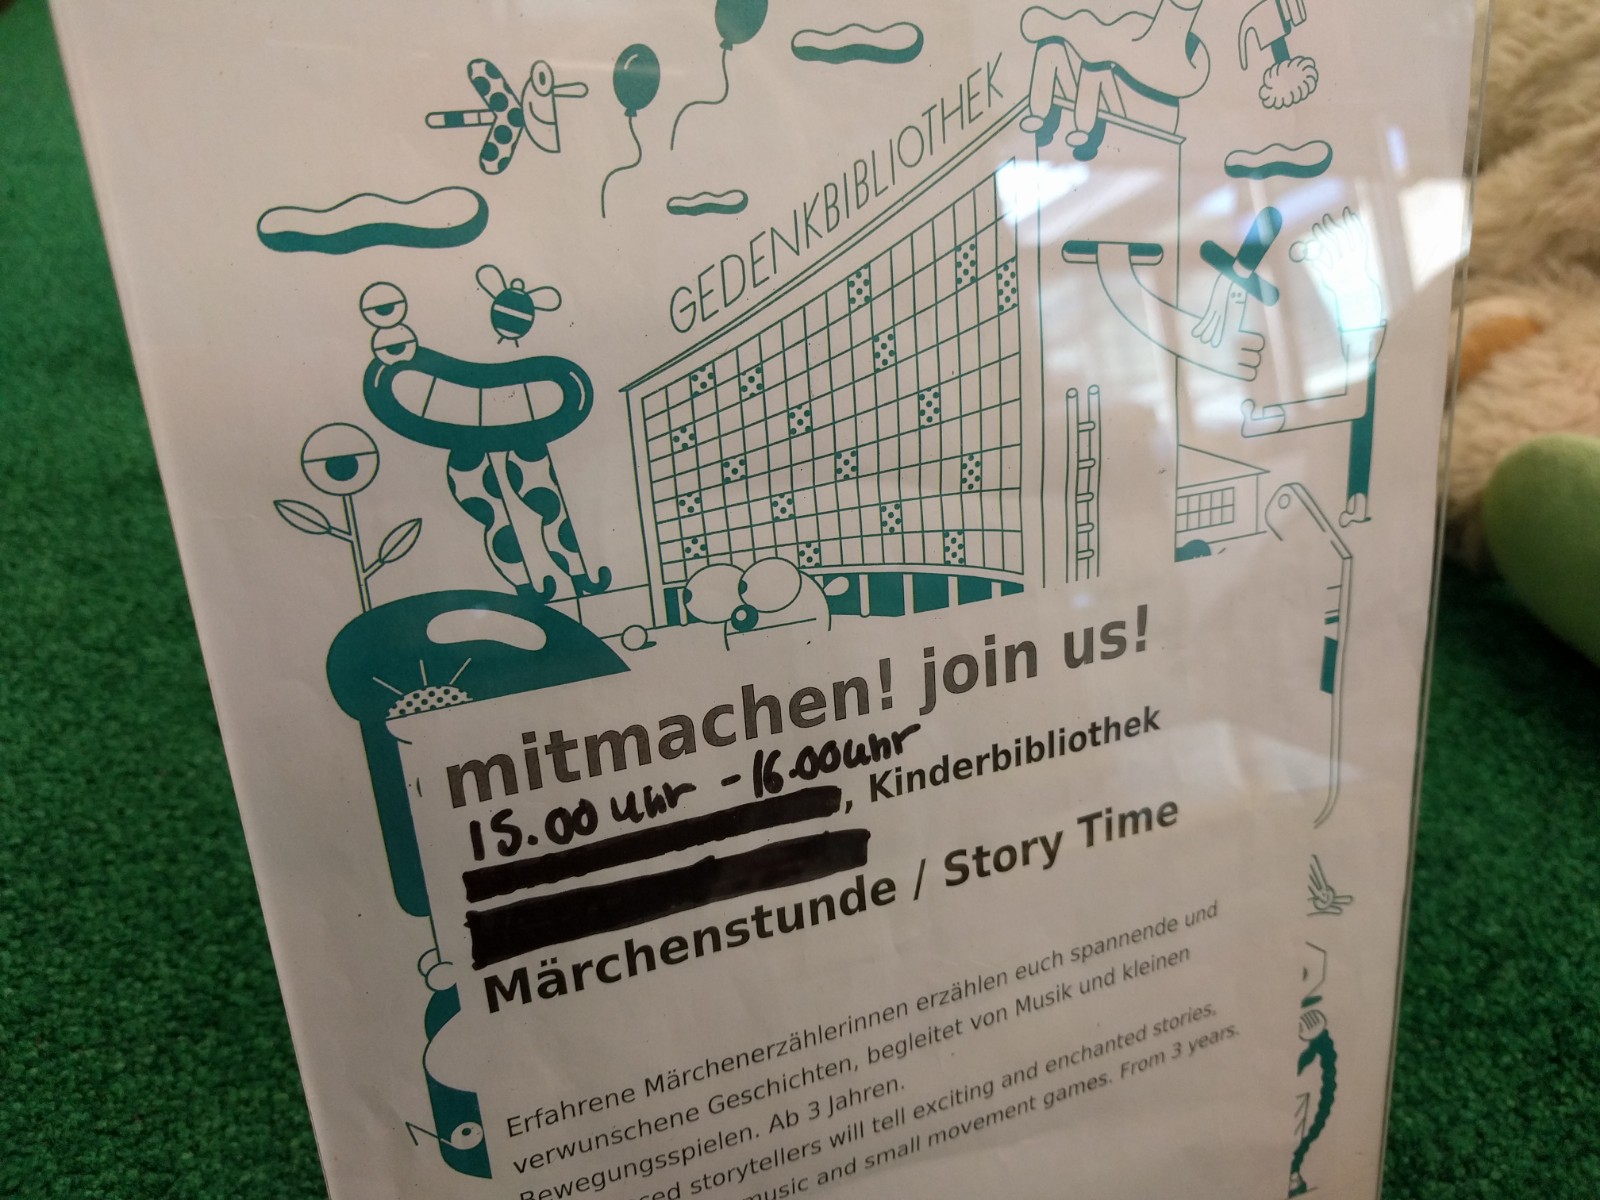 GEDENKBIBLIOTHEK
mitmachen! join us!
15.00 uhr - 16.00 uhr
, Kinderbibliothek
Märchenstunde / Story Time
Erfahrene Märchenerzählerinnen erzählen euch spannende und
verwunschene Geschichten, begleitet von Musik und kleinen
Bewegungsspielen. Ab 3 Jahren.
storytellers will tell exciting and enchanted stories,
music and small movement games. From 3 years.